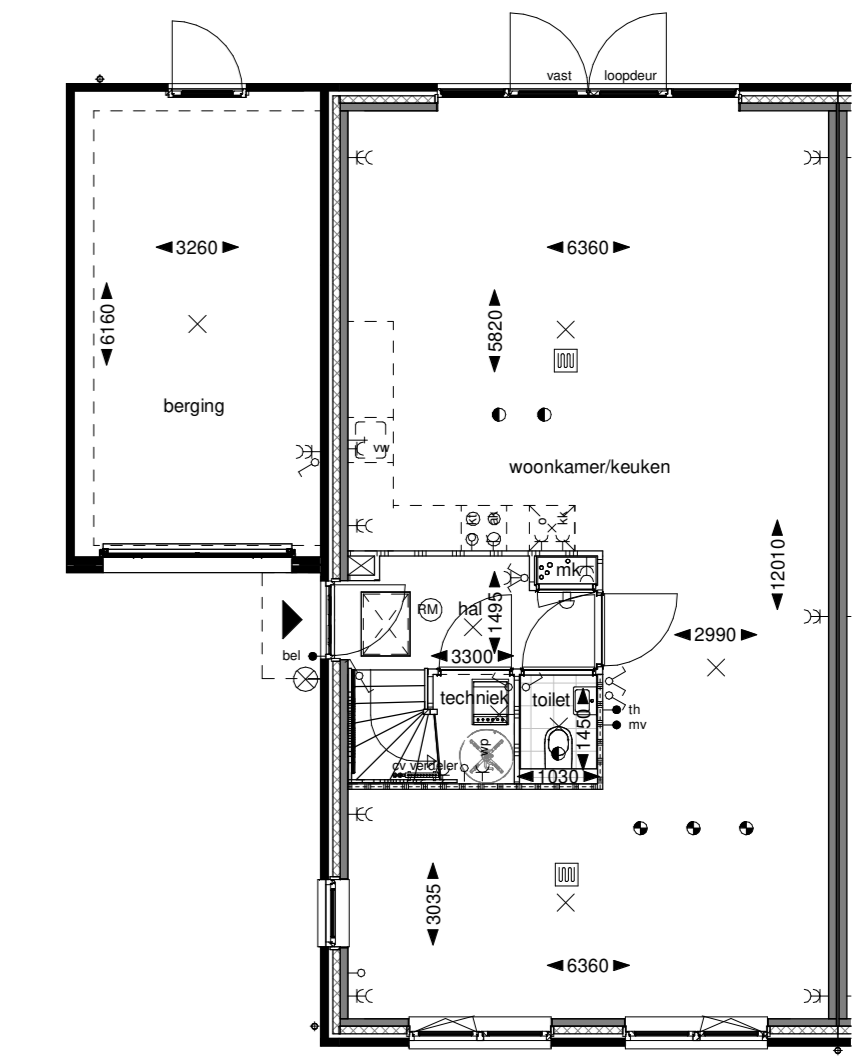 vast
loopdeur
3260
6360
6160
5820
berging
vw
woonkamer/keuken
kk
12010
mk
RM
hal
1495
2990
bel
3300
techniek
toilet
th
mv
1450
wp
cv verdeler
1030
3035
6360